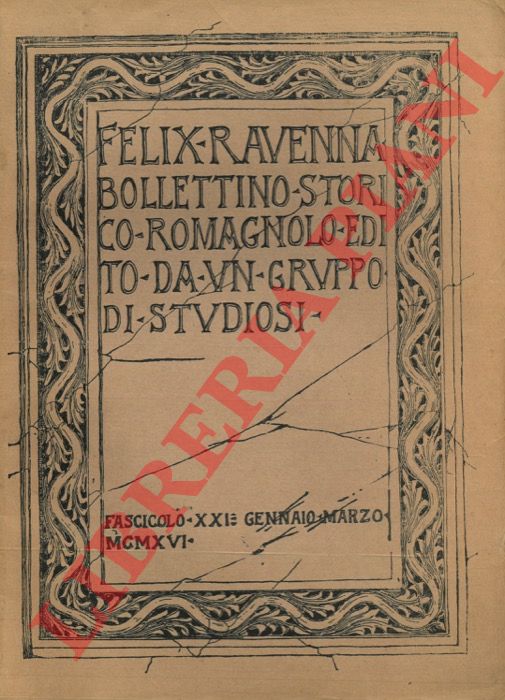 FELIX·RAVENNA
BOLLETTINO·STORI
CO·ROMAGNOLO·EDI
TO·DA·VN·GRVPPO·
DI·STVDIOSI·
FASCICOLO·XXI· GENNAIO·MARZO·
MCMXVI·
LIBRERIA PIANI